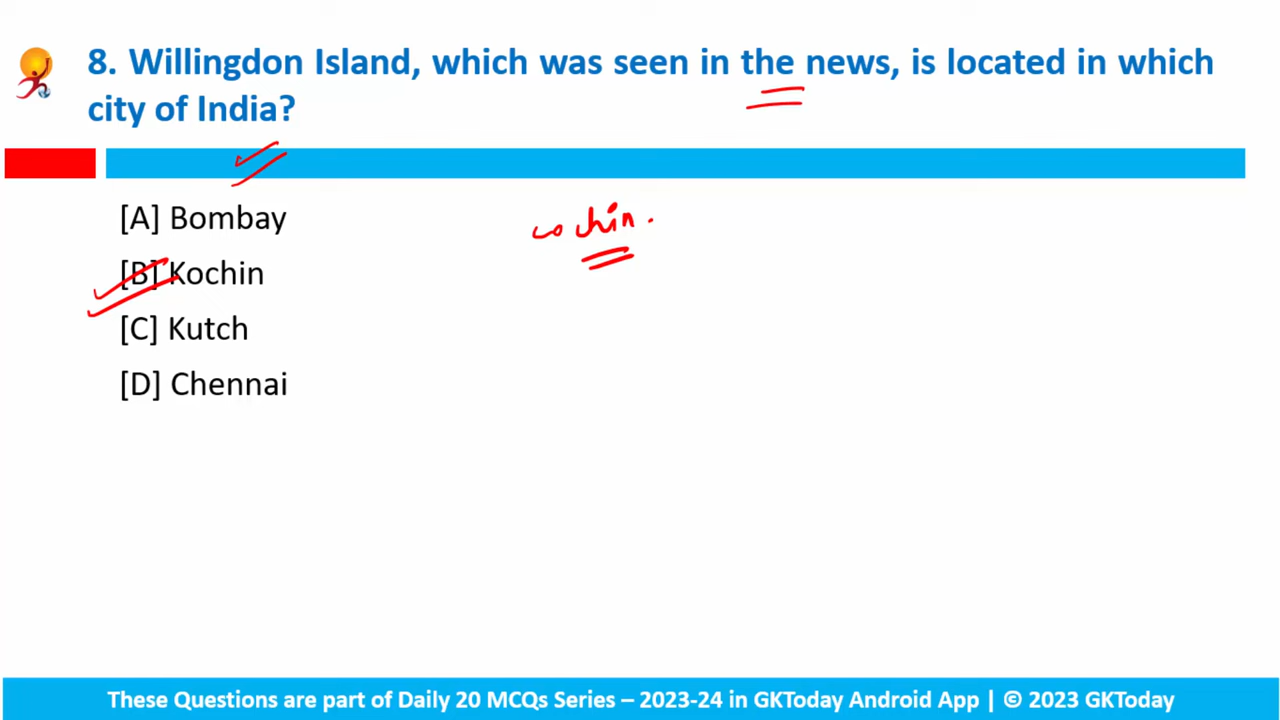 8. Willingdon Island, which was seen in the news, is located in which
city of India?
[A] Bombay
cochin.
[B] Kochin
[C] Kutch
[D] Chennai
These Questions are part of Daily 20 MCQs Series – 2023-24 in GKToday Android App | © 2023 GKToday